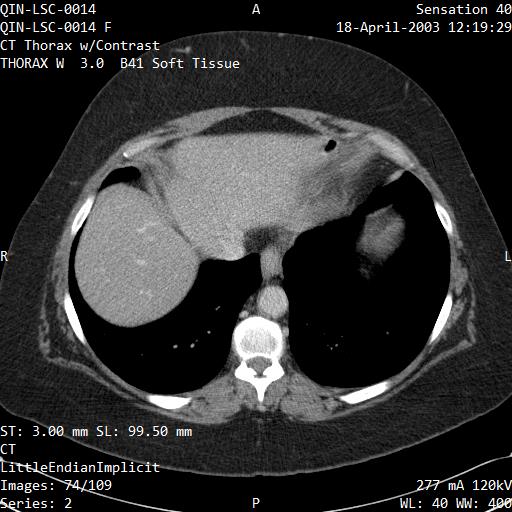 QIN-LSC-0014
A
Sensation 40
QIN-LSC-0014 F
18-April-2003 12:19:29
CT Thorax w/Contrast
THORAX W  3.0  B41 Soft Tissue
R
L
ST: 3.00 mm SL: 99.50 mm
CT
LittleEndianImplicit
Images: 74/109
277 mA 120kV
Series: 2
P
WL: 40 WW: 400